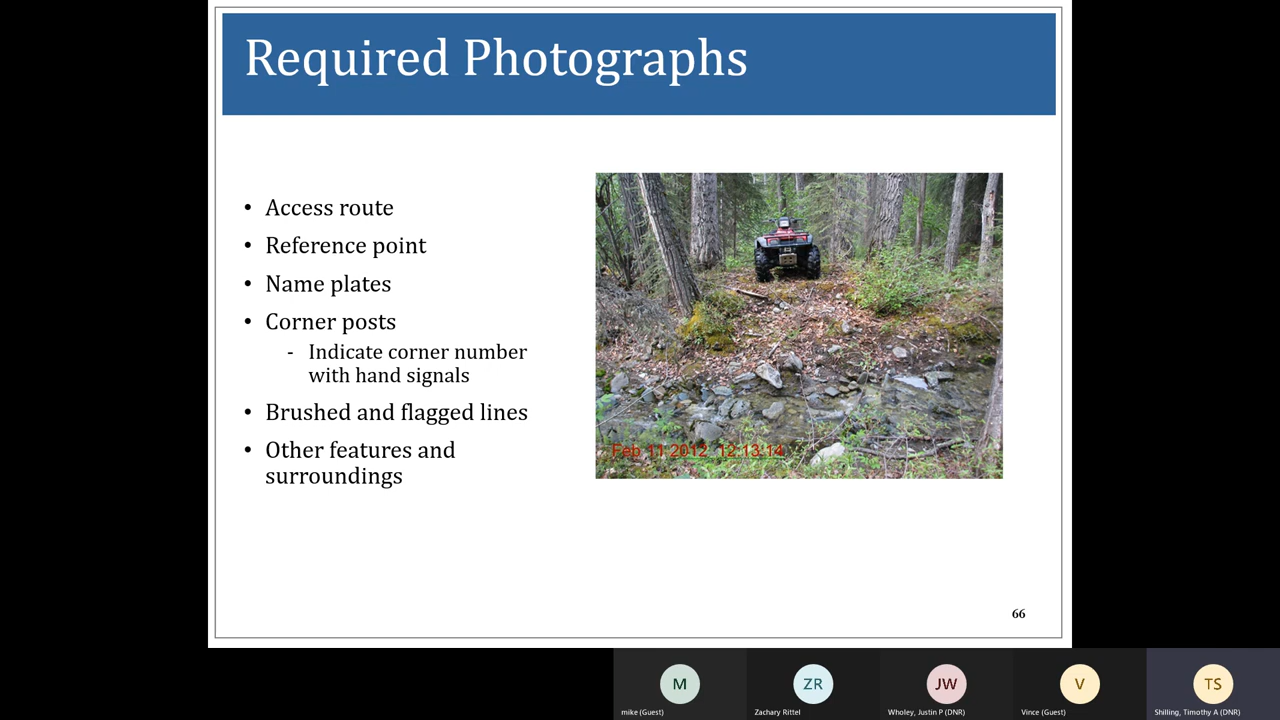 Required Photographs
• Access route
• Reference point
• Name plates
• Corner posts
- Indicate corner number
with hand signals
• Brushed and flagged lines
• Other features and
surroundings
Feb 11 2012 12:13:14
66
M
ZR
JW
V
TS
mike (Guest)
Zachary Rittel
Wholey, Justin P (DNR)
Vince (Guest)
Shilling, Timothy A (DNR)